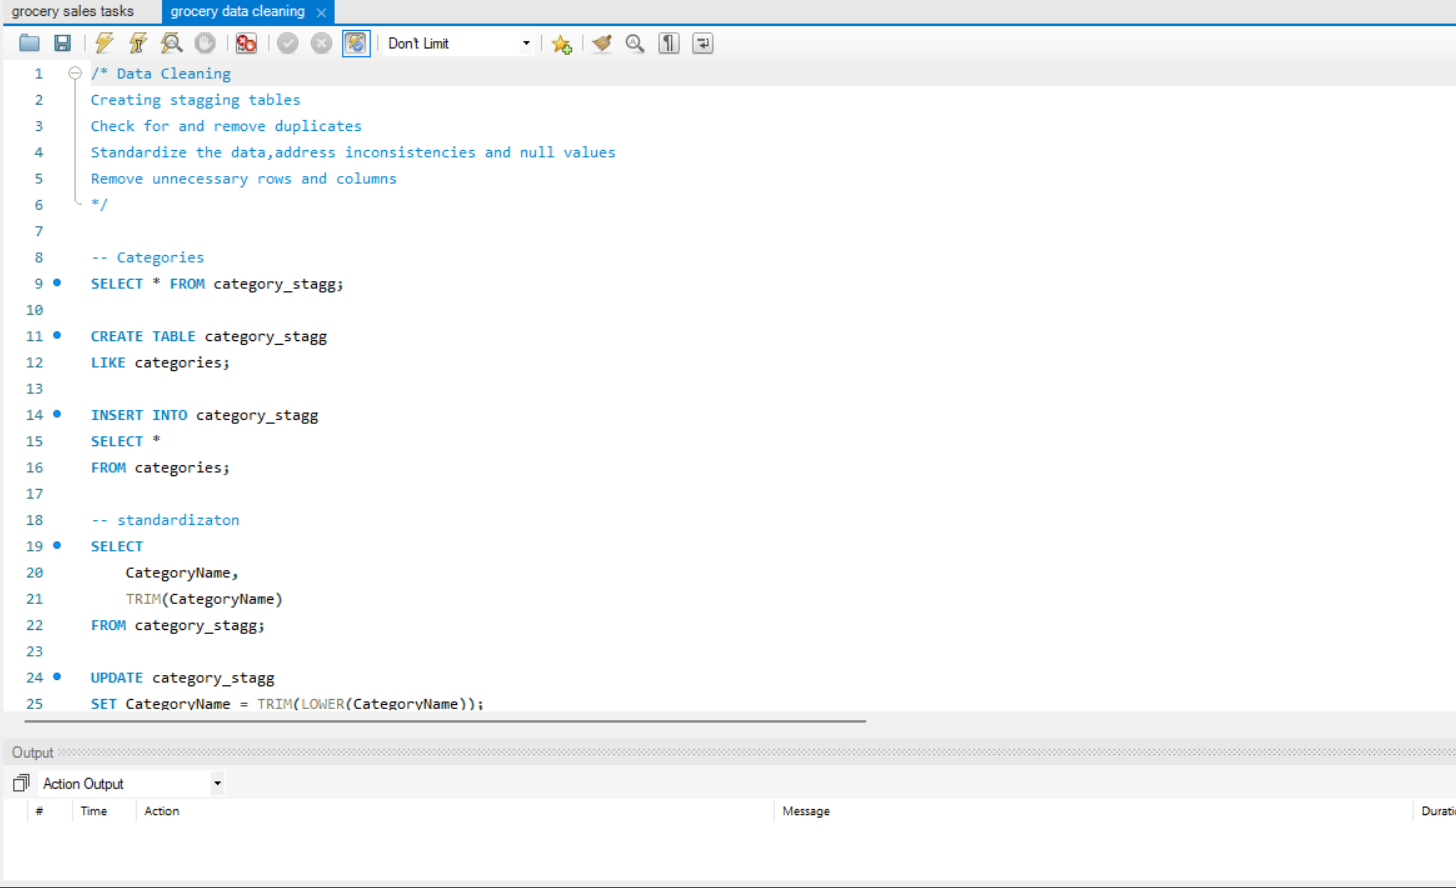 grocery sales tasks
grocery data cleaning
Don't Limit
1 /* Data Cleaning
2 Creating stagging tables
3 Check for and remove duplicates
4 Standardize the data,address inconsistencies and null values
5 Remove unnecessary rows and columns
6 */
7
8 -- Categories
9 SELECT * FROM category_stagg;
10
11 CREATE TABLE category_stagg
12 LIKE categories;
13
14 INSERT INTO category_stagg
15 SELECT *
16 FROM categories;
17
18 -- standardizaton
19 SELECT
20 CategoryName,
21 TRIM(CategoryName)
22 FROM category_stagg;
23
24 UPDATE category_stagg
25 SET CategoryName = TRIM(LOWER(CategoryName));
Output
Action Output
# Time Action Message Durati